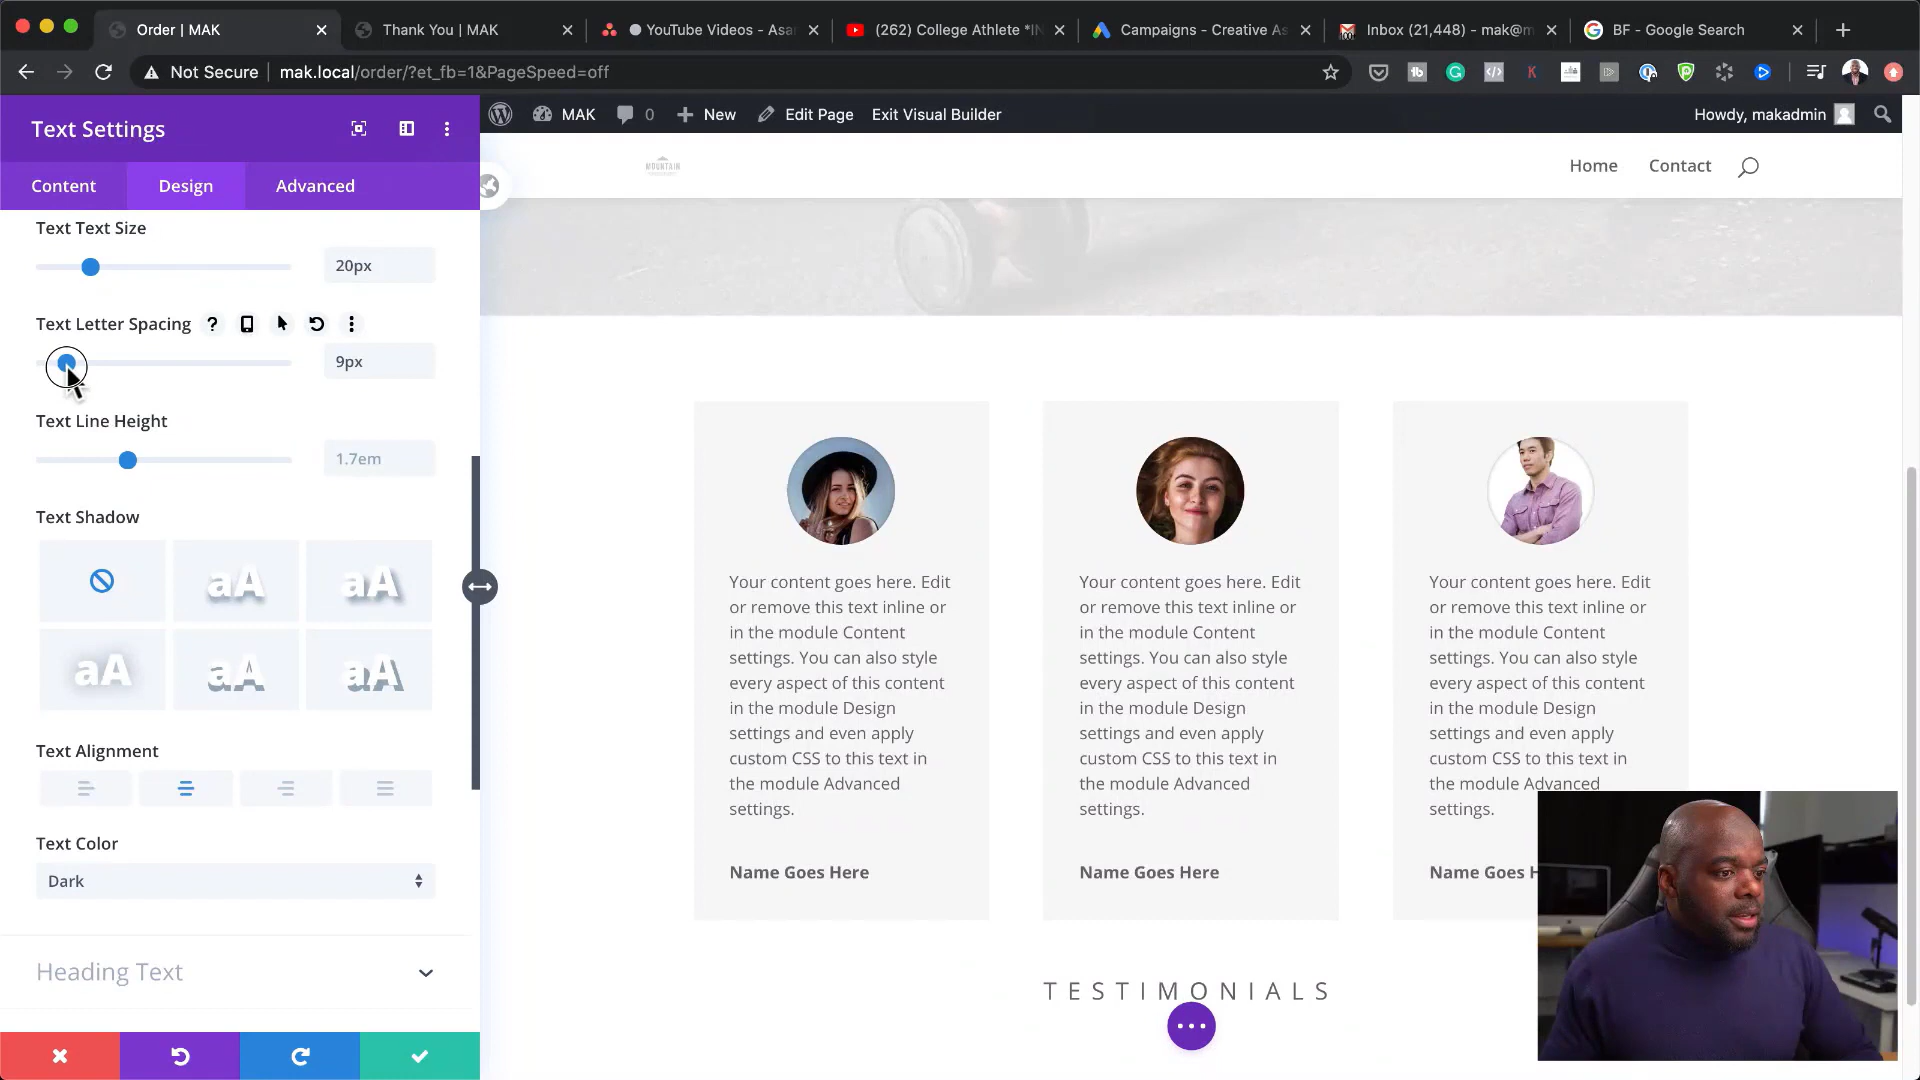 Order | MAK
Thank You | MAK
YouTube Videos - Asa
(262) College Athlete *I
Campaigns - Creative As
Inbox (21,448) - mak@m
BF - Google Search
Not Secure
mak.local/order/?et_fb=1&PageSpeed=off
Text Settings
Content
Design
Advanced
MAK
0
New
Edit Page
Exit Visual Builder
Howdy, makadmin
MOUNTAIN
Home
Contact
Text Text Size
20px
Text Letter Spacing
9px
Text Line Height
1.7em
Text Shadow
aA
aA
aA
aA
aA
Text Alignment
Text Color
Dark
Heading Text
Your content goes here. Edit
or remove this text inline or
in the module Content
settings. You can also style
every aspect of this content
in the module Design
settings and even apply
custom CSS to this text in
the module Advanced
settings.
Name Goes Here
Your content goes here. Edit
or remove this text inline or
in the module Content
settings. You can also style
every aspect of this content
in the module Design
settings and even apply
custom CSS to this text in
the module Advanced
settings.
Name Goes Here
Your content goes here. Edit
or remove this text inline or
in the module Content
settings. You can also style
every aspect of this content
in the module Design
settings and even apply
custom CSS to this text in
the module Advanced
settings.
Name Goes H
TESTIMONIALS